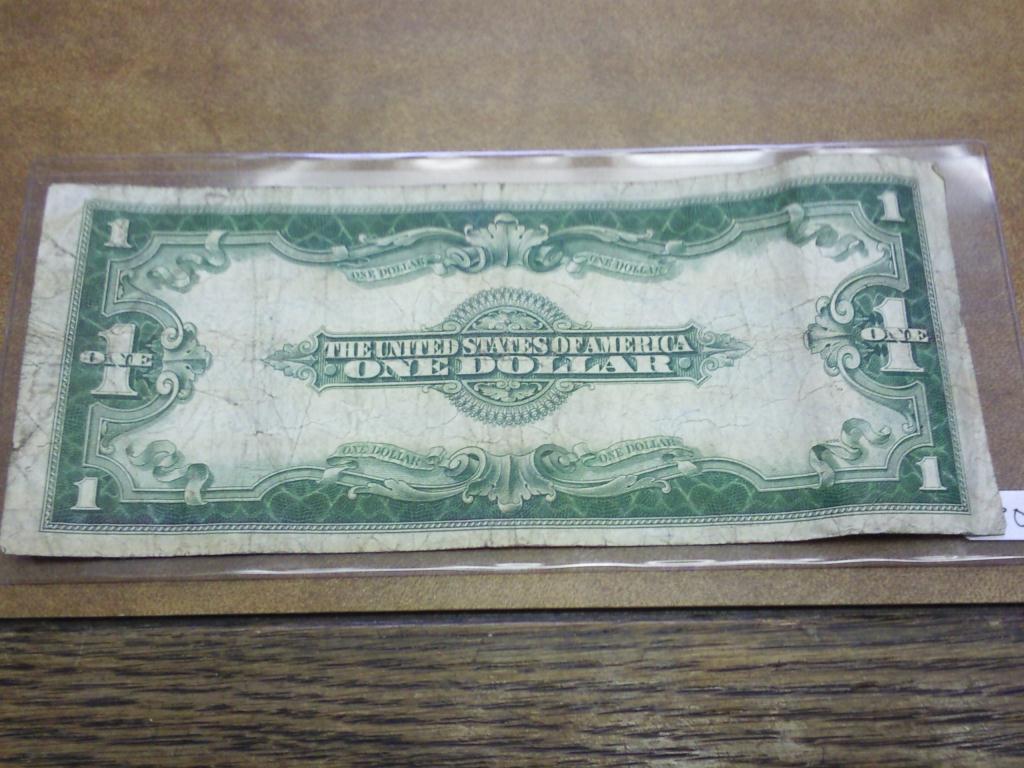 1 1
ONE DOLLAR ONE DOLLAR
1 ONE THE UNITED STATES OF AMERICA 1 ONE
ONE DOLLAR
ONE DOLLAR ONE DOLLAR
1 1